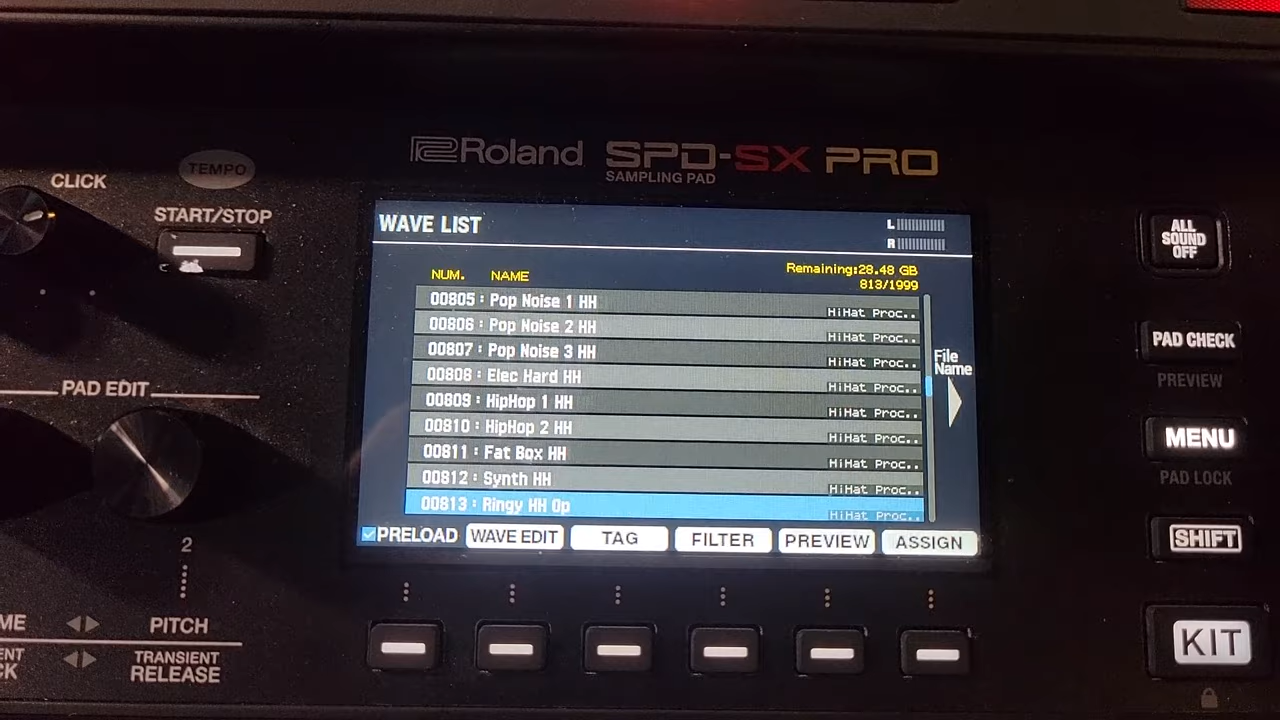 Roland SPD-SX PRO
SAMPLING PAD
TEMPO
CLICK
START/STOP
PAD EDIT
2
PITCH
TRANSIENT
RELEASE
WAVE LIST
L
R
NUM. NAME
Remaining:28.48 GB
813/1999
00805 : Pop Noise 1 HH HiHat Proc..
00806 : Pop Noise 2 HH HiHat Proc..
00807 : Pop Noise 3 HH HiHat Proc..
00808 : Elec Hard HH HiHat Proc..
00809 : HipHop 1 HH HiHat Proc..
00810 : HipHop 2 HH HiHat Proc..
00811 : Fat Box HH HiHat Proc..
00812 : Synth HH HiHat Proc..
00813 : Ringy HH Op HiHat Proc..
File
Name
PRELOAD WAVE EDIT TAG FILTER PREVIEW ASSIGN
ALL
SOUND
OFF
PAD CHECK
PREVIEW
MENU
PAD LOCK
SHIFT
KIT